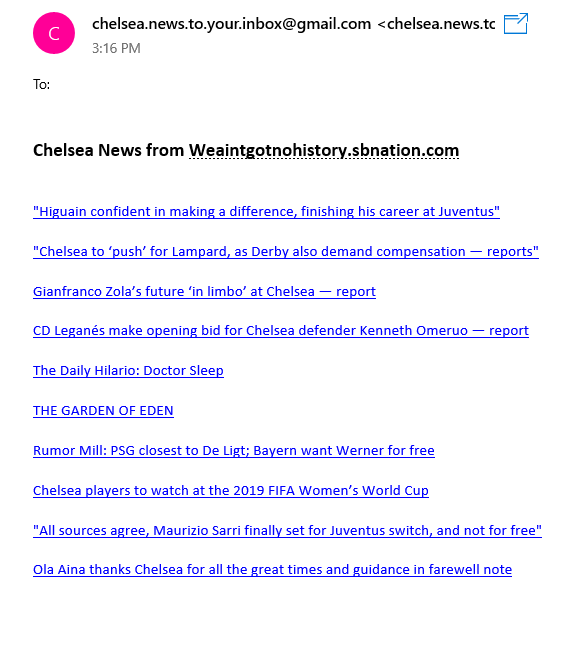 C
chelsea.news.to.your.inbox@gmail.com <chelsea.news.tc
3:16 PM
To:
Chelsea News from Weaintgotnohistory.sbnation.com
"Higuain confident in making a difference, finishing his career at Juventus"
"Chelsea to ‘push’ for Lampard, as Derby also demand compensation — reports"
Gianfranco Zola’s future ‘in limbo’ at Chelsea — report
CD Leganés make opening bid for Chelsea defender Kenneth Omeruo — report
The Daily Hilario: Doctor Sleep
THE GARDEN OF EDEN
Rumor Mill: PSG closest to De Ligt; Bayern want Werner for free
Chelsea players to watch at the 2019 FIFA Women’s World Cup
"All sources agree, Maurizio Sarri finally set for Juventus switch, and not for free"
Ola Aina thanks Chelsea for all the great times and guidance in farewell note